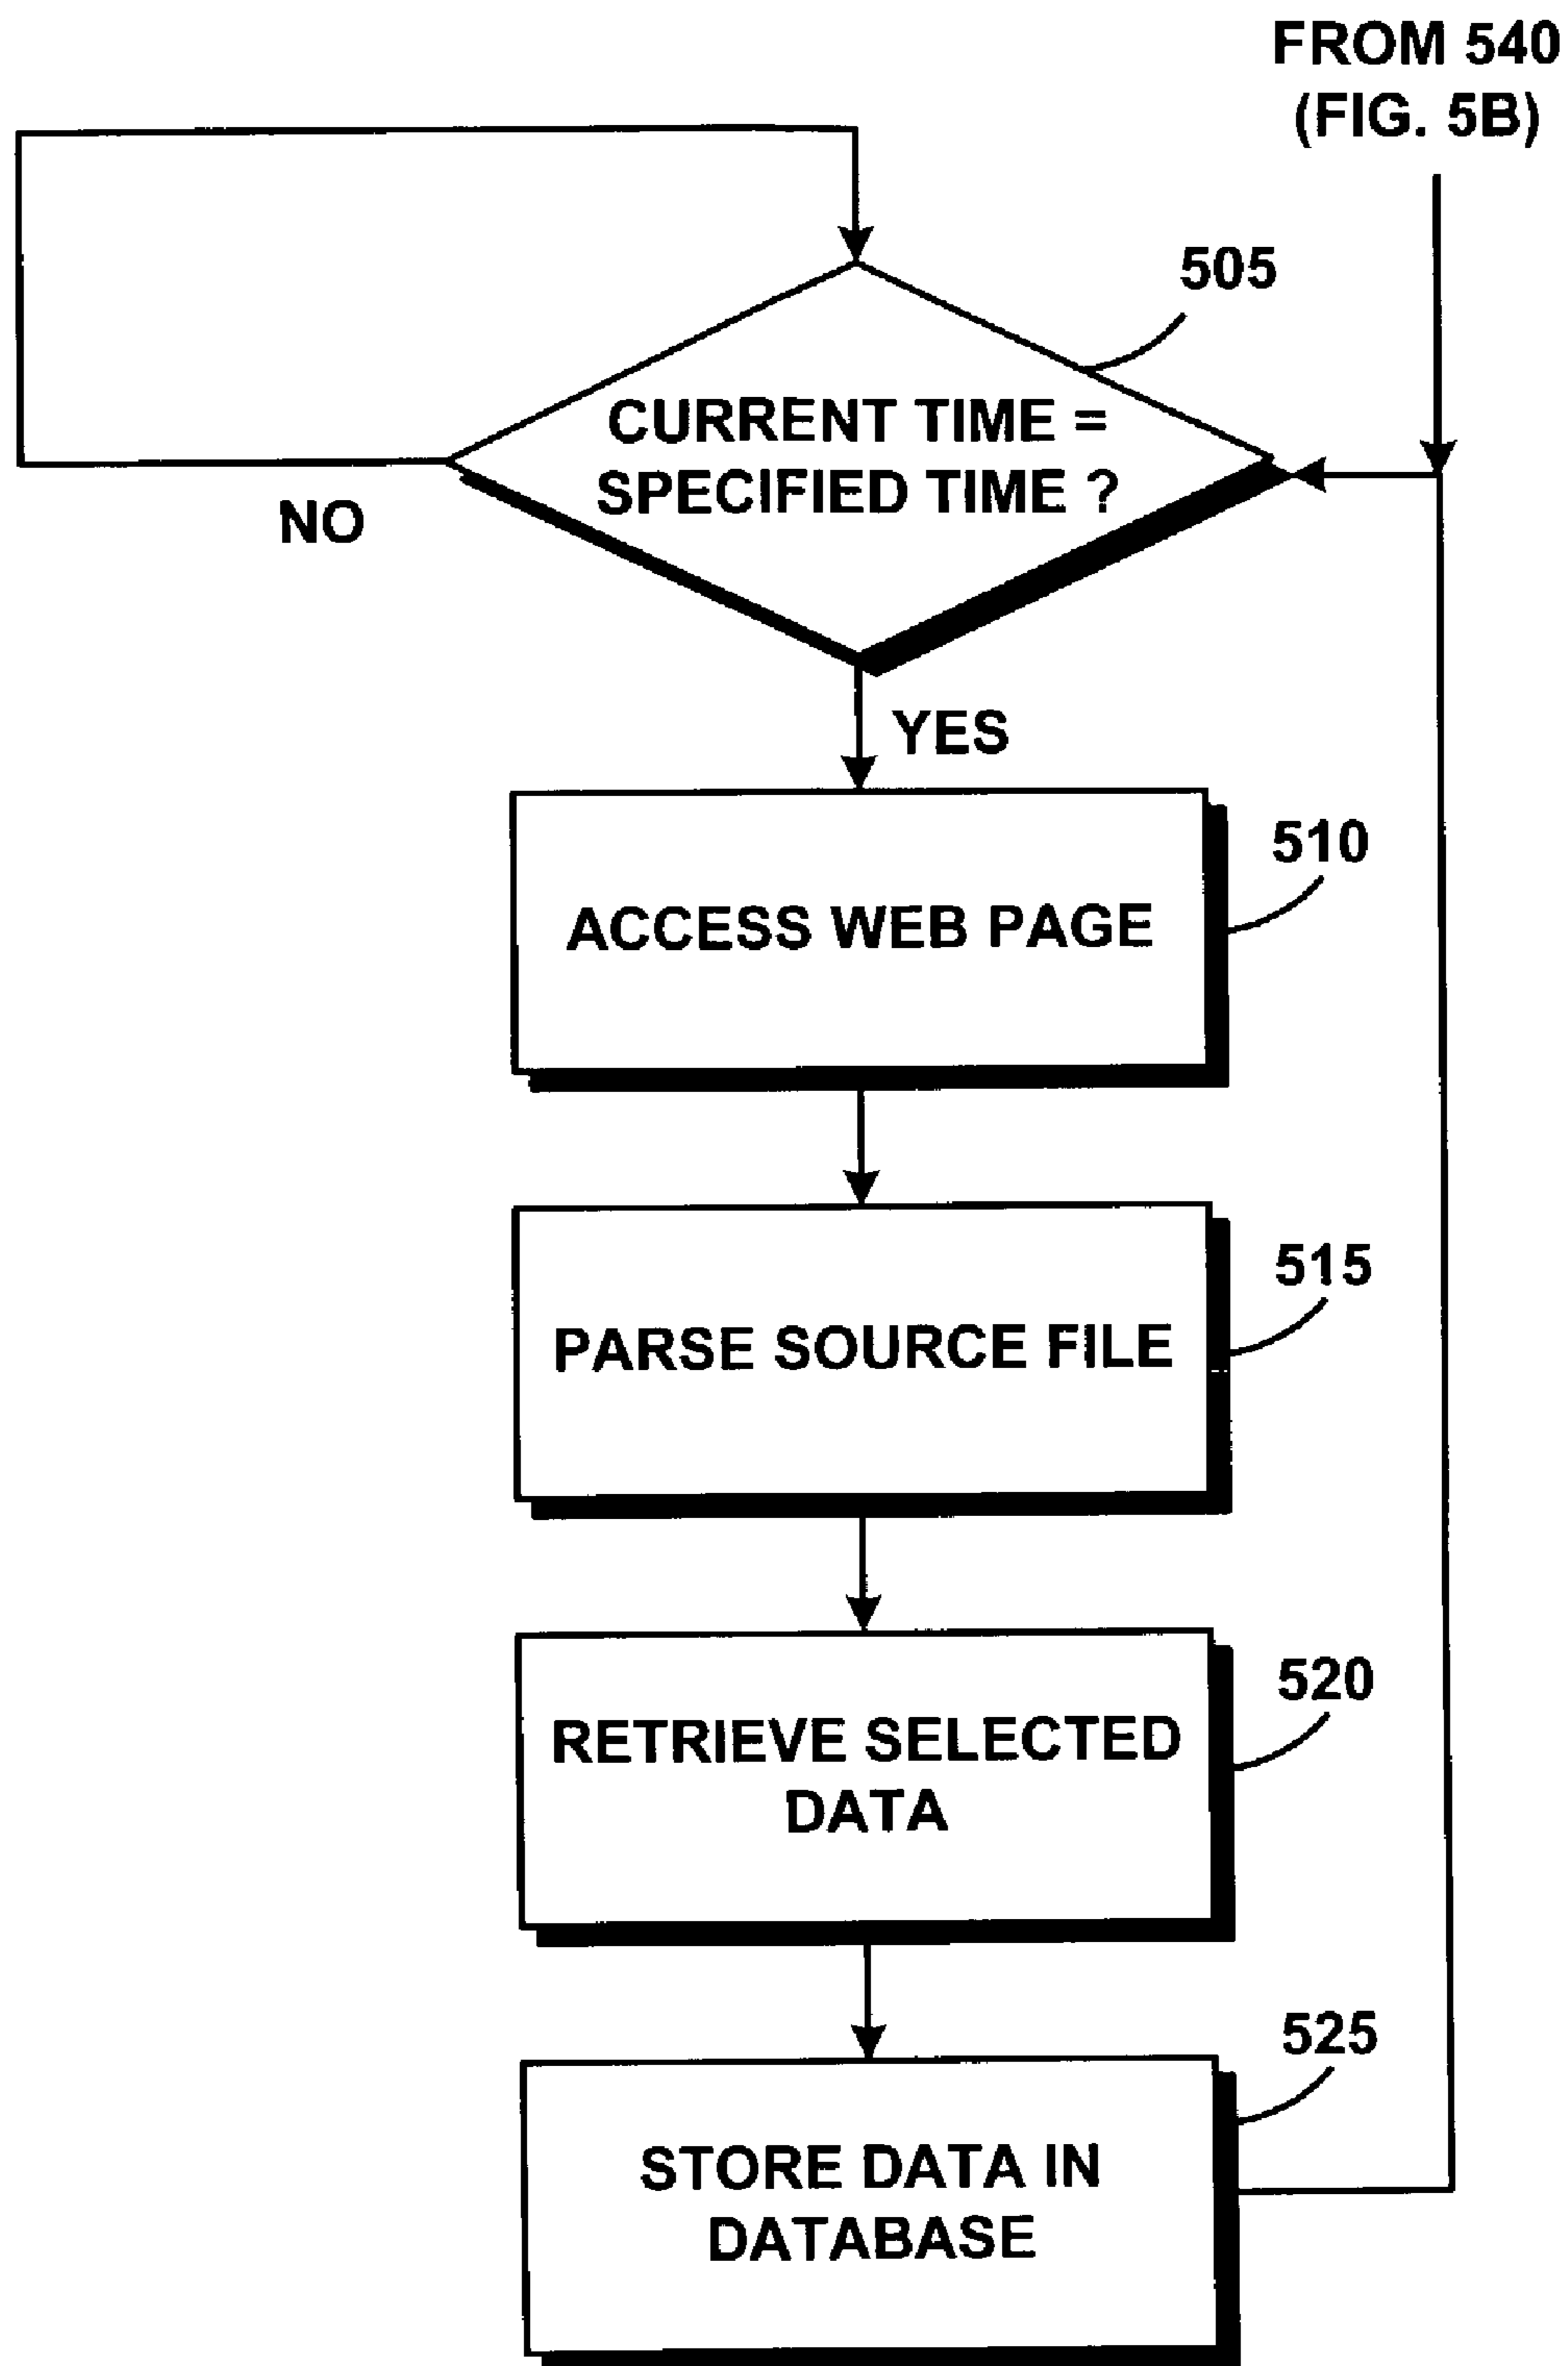 FROM 540
(FIG. 5B)
505
CURRENT TIME =
SPECIFIED TIME ?
NO
YES
510
ACCESS WEB PAGE
515
PARSE SOURCE FILE
520
RETRIEVE SELECTED
DATA
525
STORE DATA IN
DATABASE